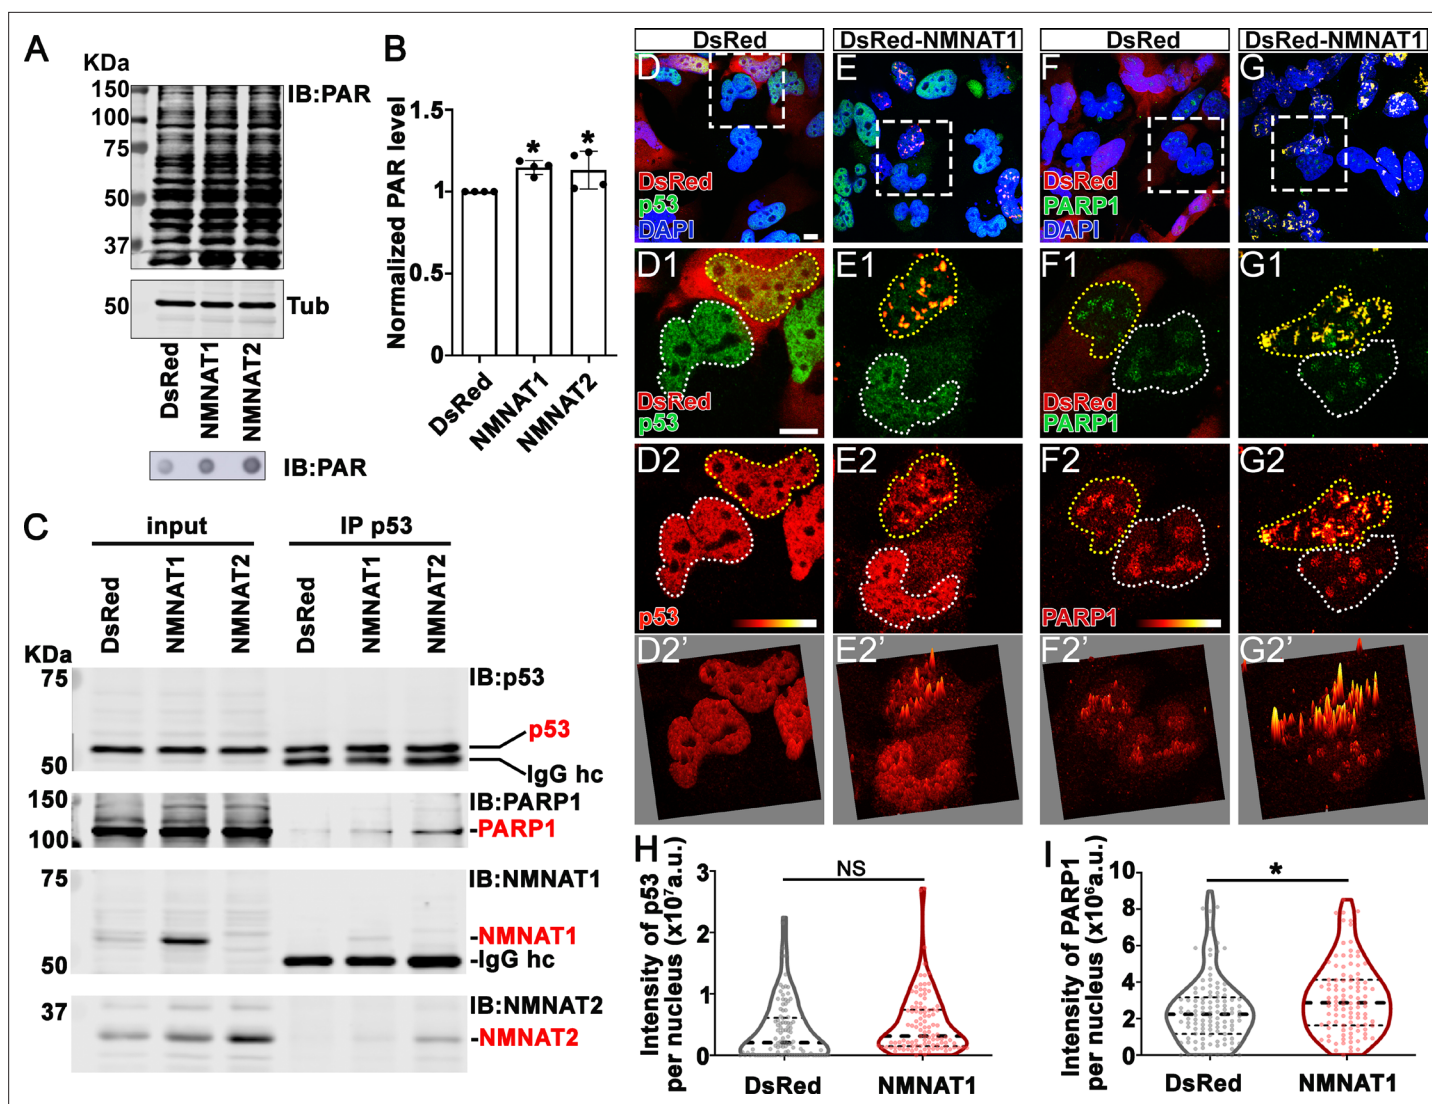 A
KDa
150
100
75
50
37
IB:PAR
50
Tub
DsRed
NMNAT1
NMNAT2
IB:PAR
B
Normalized PAR level
1.5
1
0.5
0
*
*
DsRed
NMNAT1
NMNAT2
C
input
IP p53
DsRed
NMNAT1
NMNAT2
DsRed
NMNAT1
NMNAT2
KDa
75
50
IB:p53
p53
IgG hc
150
100
IB:PARP1
-PARP1
75
50
IB:NMNAT1
-NMNAT1
-IgG hc
37
IB:NMNAT2
-NMNAT2
DsRed
DsRed-NMNAT1
DsRed
DsRed-NMNAT1
D
DsRed
p53
DAPI
E
F
DsRed
PARP1
DAPI
G
D1
DsRed
p53
E1
F1
DsRed
PARP1
G1
D2
p53
E2
F2
PARP1
G2
D2'
E2'
F2'
G2'
H
Intensity of p53
per nucleus (x10⁷a.u.)
3
2
1
0
NS
DsRed
NMNAT1
I
Intensity of PARP1
per nucleus (x10⁶a.u.)
10
8
6
4
2
0
*
DsRed
NMNAT1